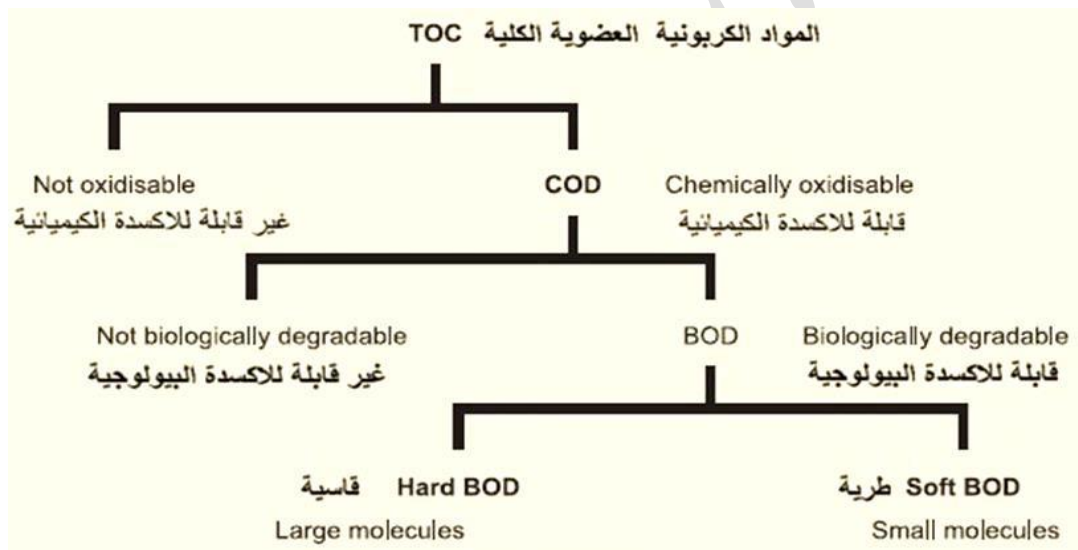 المواد الكربونية العضوية الكلية TOC
Not oxidisable COD Chemically oxidisable
غير قابلة للاكسدة الكيميائية قابلة للاكسدة الكيميائية
Not biologically degradable BOD Biologically degradable
غير قابلة للاكسدة البيولوجية قابلة للاكسدة البيولوجية
Hard BOD قاسية Soft BOD طرية
Large molecules Small molecules